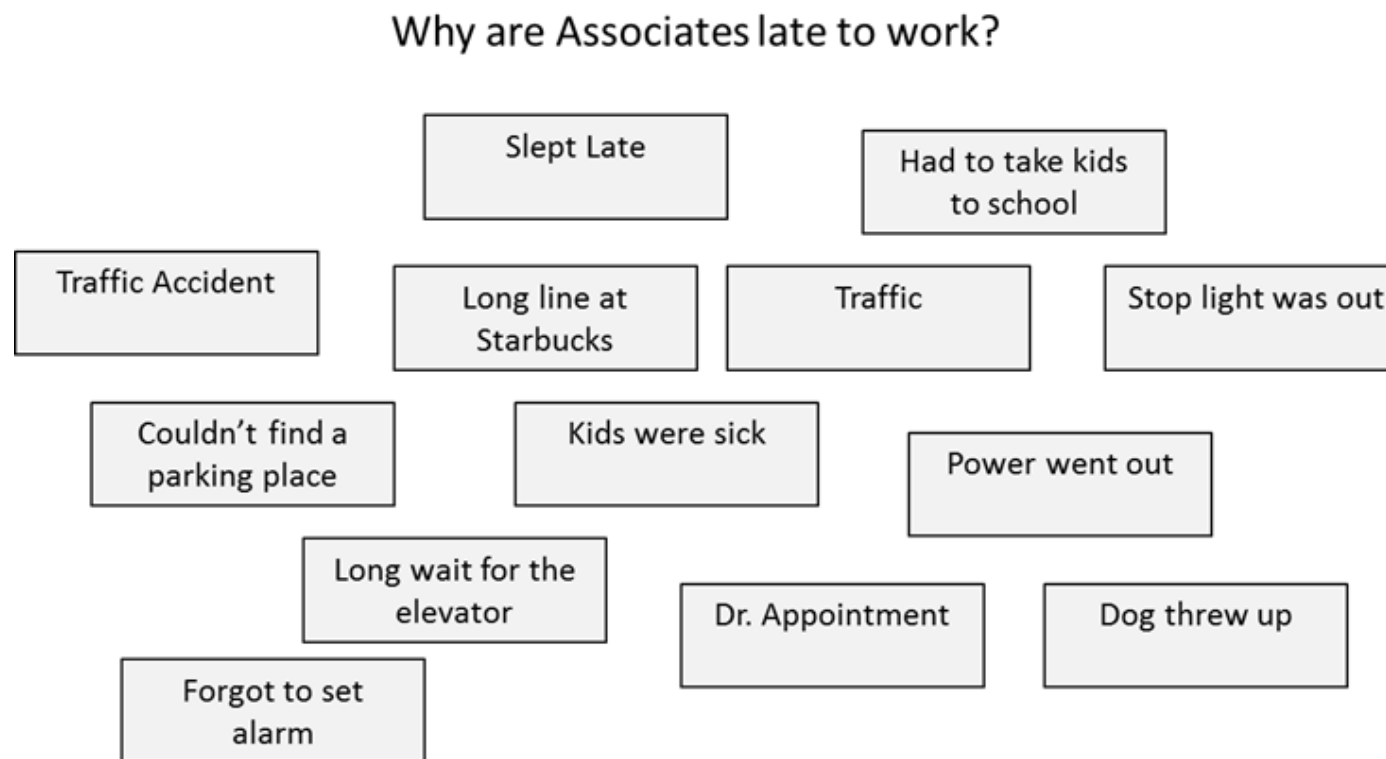 Why are Associates late to work?
Slept Late
Had to take kids
to school
Traffic Accident
Long line at
Starbucks
Traffic
Stop light was out
Couldn’t find a
parking place
Kids were sick
Power went out
Long wait for the
elevator
Dr. Appointment
Dog threw up
Forgot to set
alarm